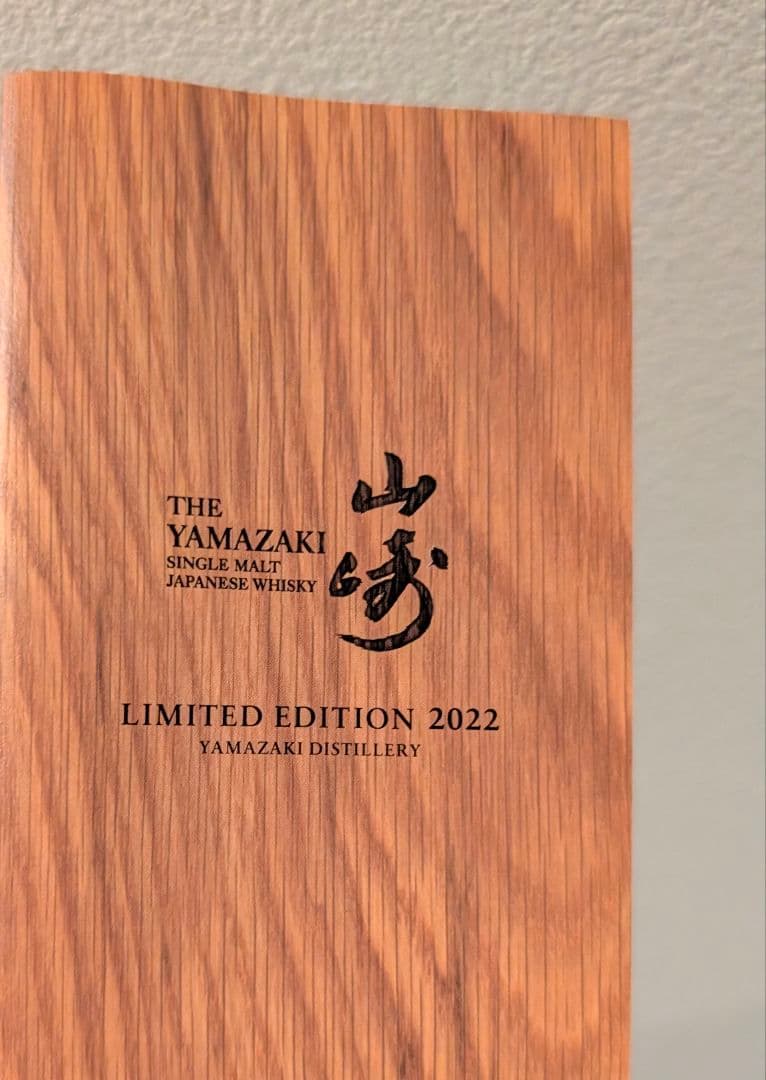 THE
YAMAZAKI
SINGLE MALT
JAPANESE WHISKY
山崎
LIMITED EDITION 2022
YAMAZAKI DISTILLERY